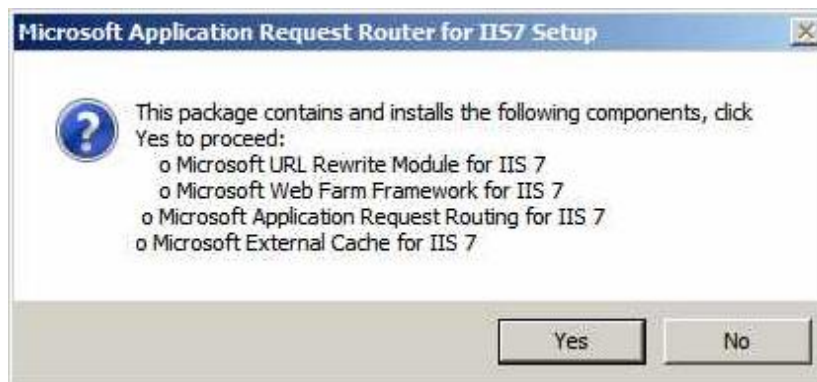 Microsoft Application Request Router for IIS7 Setup
This package contains and installs the following components, click
Yes to proceed:
o Microsoft URL Rewrite Module for IIS 7
o Microsoft Web Farm Framework for IIS 7
o Microsoft Application Request Routing for IIS 7
o Microsoft External Cache for IIS 7
Yes No